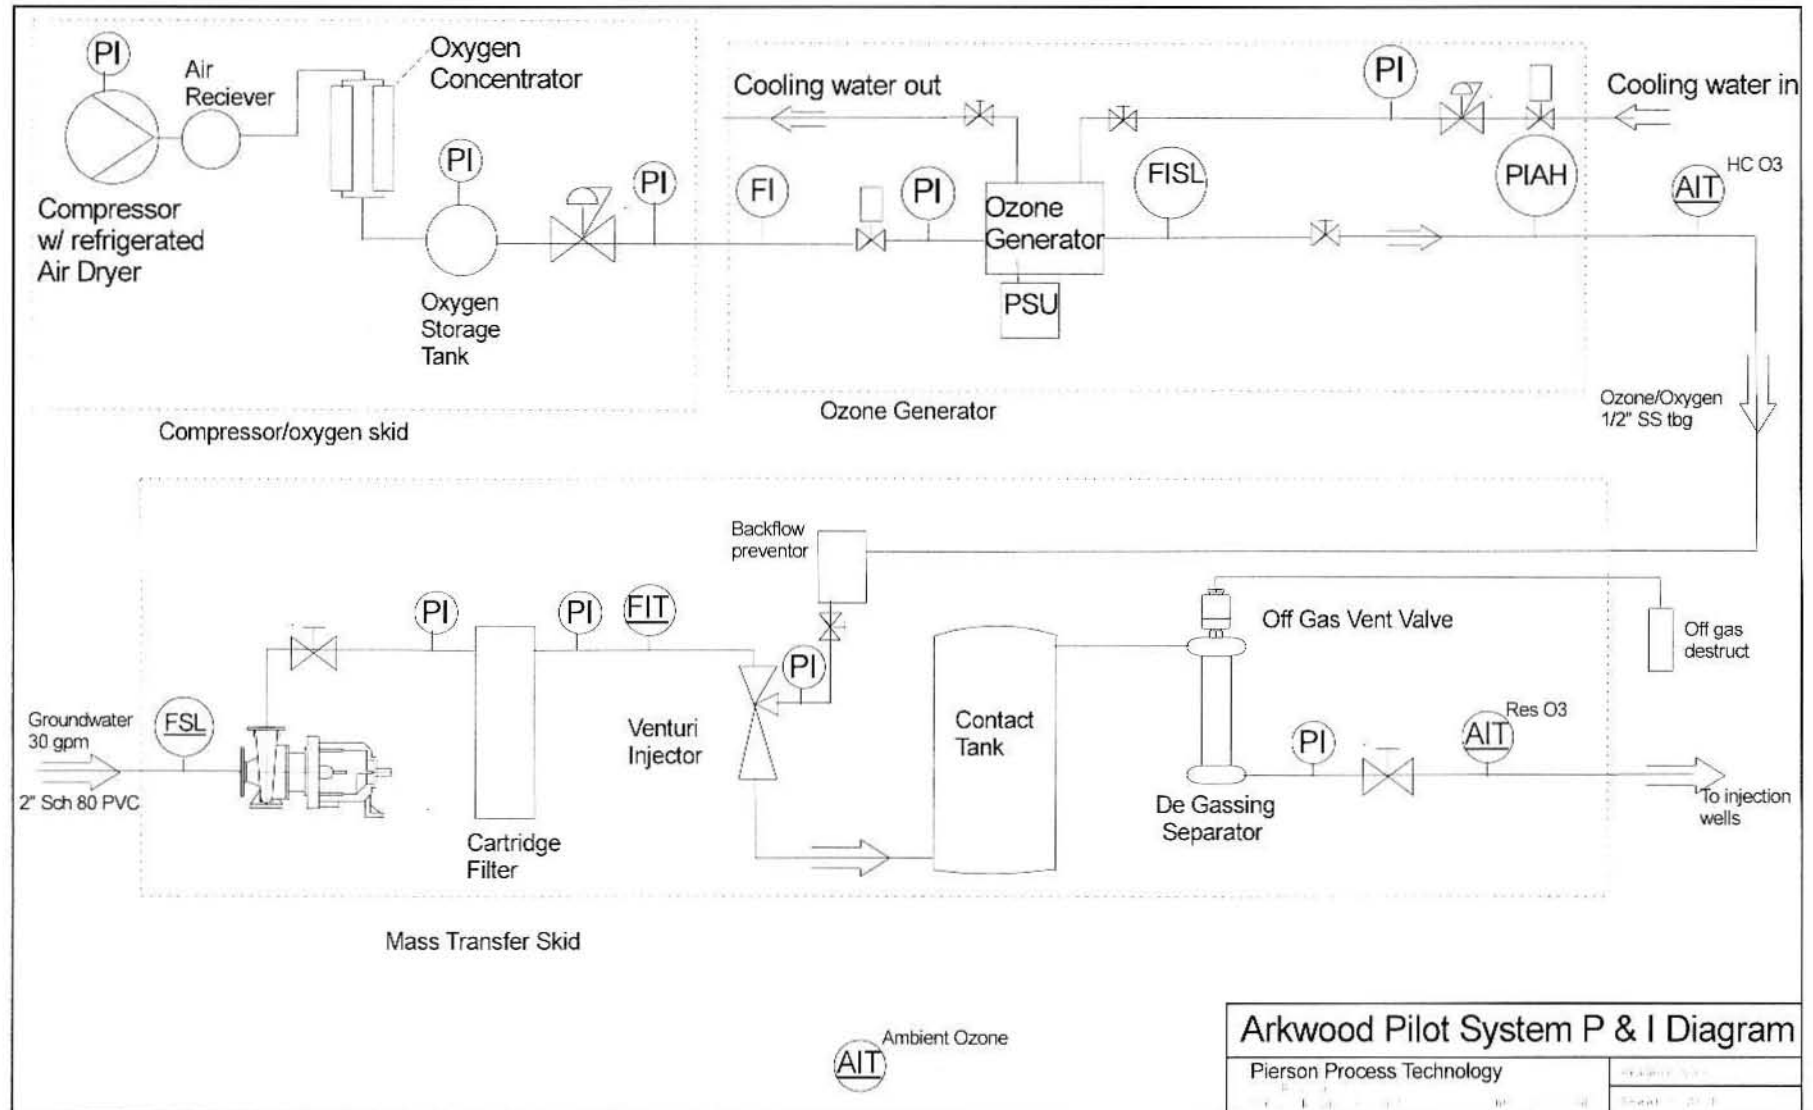 PI
Air
Reciever
Oxygen
Concentrator
Compressor
w/ refrigerated
Air Dryer
PI
Oxygen
Storage
Tank
PI
Compressor/oxygen skid
Cooling water out
PI
Cooling water in
FI
PI
Ozone
Generator
PSU
FISL
PIAH
AIT
HC O3
Ozone Generator
Ozone/Oxygen
1/2" SS tbg
Backflow
preventor
PI
PI
FIT
PI
Off Gas Vent Valve
Off gas
destruct
Groundwater
30 gpm
FSL
2" Sch 80 PVC
Venturi
Injector
Cartridge
Filter
Contact
Tank
PI
AIT
Res O3
De Gassing
Separator
To injection
wells
Mass Transfer Skid
AIT
Ambient Ozone
Arkwood Pilot System P & I Diagram
Pierson Process Technology